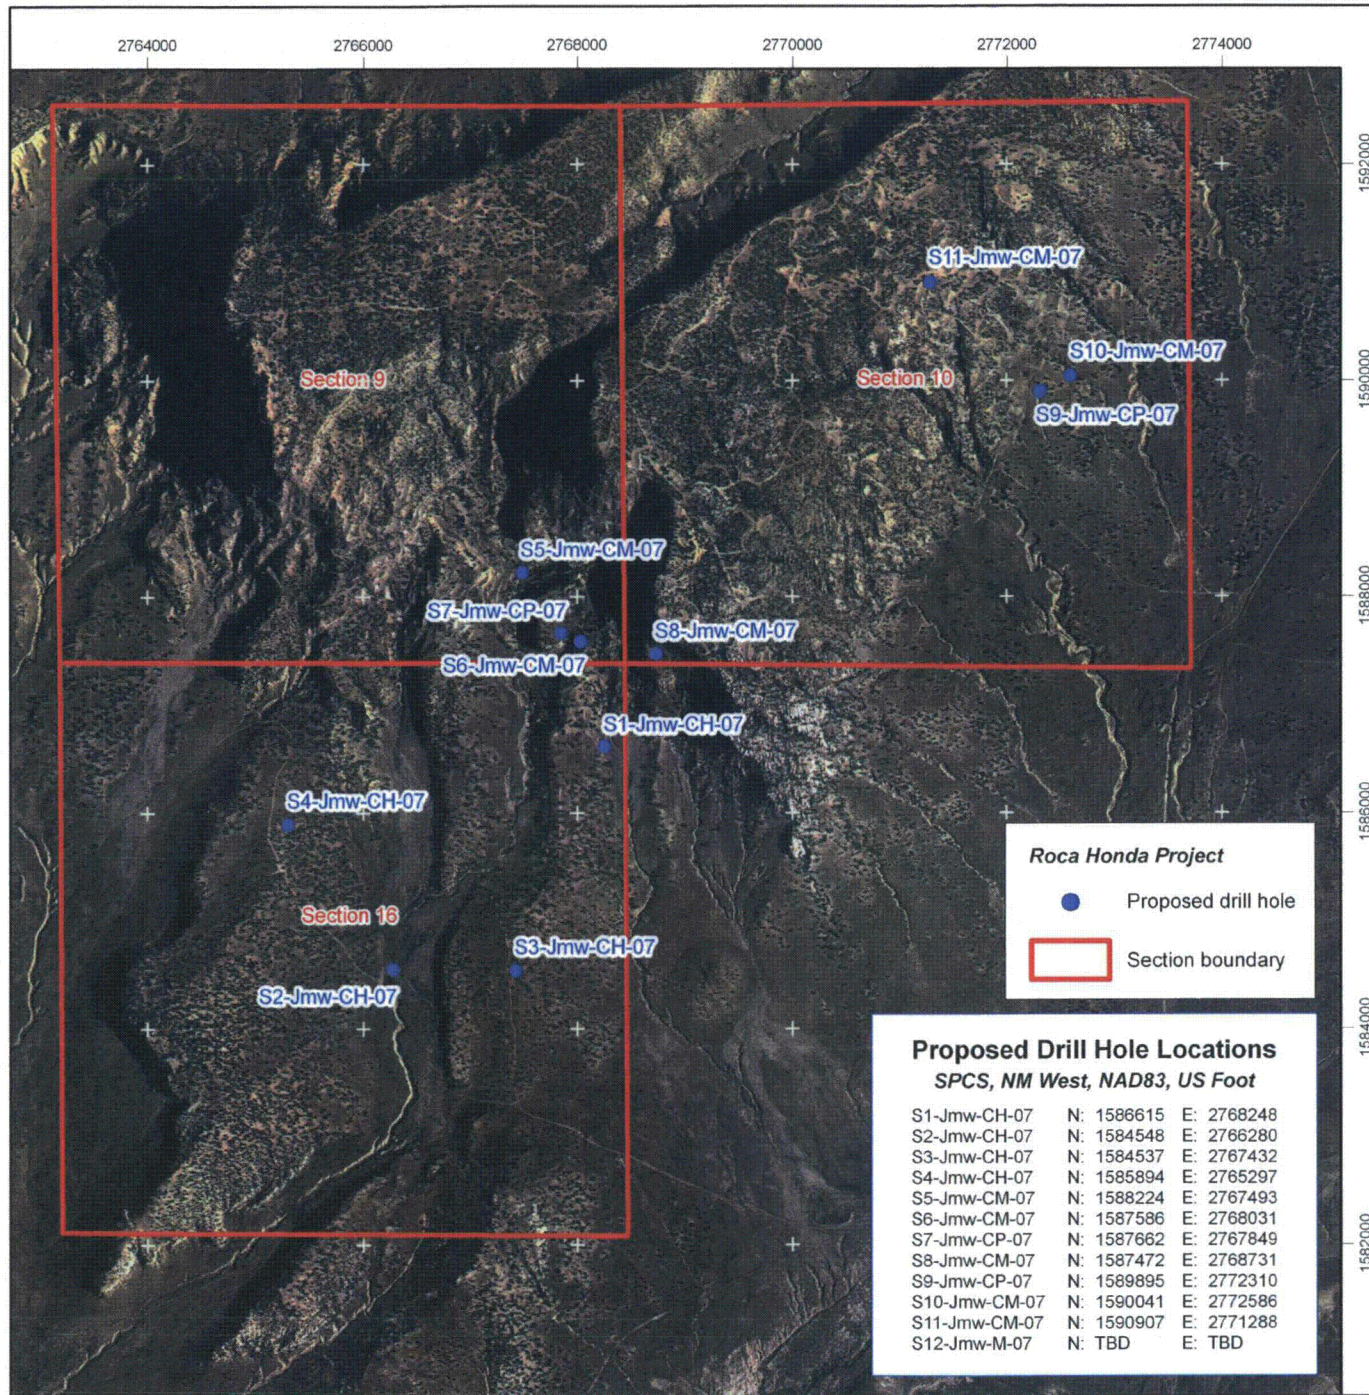 2764000 2766000 2768000 2770000 2772000 2774000
1592000
S11-Jmw-CM-07
S10-Jmw-CM-07
Section 9
Section 10
1590000
S9-Jmw-CP-07
S5-Jmw-CM-07
1588000
S7-Jmw-CP-07
S8-Jmw-CM-07
S6-Jmw-CM-07
S1-Jmw-CH-07
S4-Jmw-CH-07
1586000
Roca Honda Project
Proposed drill hole
Section boundary
Section 16
S3-Jmw-CH-07
S2-Jmw-CH-07
1584000
Proposed Drill Hole Locations
SPCS, NM West, NAD83, US Foot
S1-Jmw-CH-07 N: 1586615 E: 2768248
S2-Jmw-CH-07 N: 1584548 E: 2766280
S3-Jmw-CH-07 N: 1584537 E: 2767432
S4-Jmw-CH-07 N: 1585894 E: 2765297
S5-Jmw-CM-07 N: 1588224 E: 2767493
S6-Jmw-CM-07 N: 1587586 E: 2768031
S7-Jmw-CP-07 N: 1587662 E: 2767849
S8-Jmw-CM-07 N: 1587472 E: 2768731
S9-Jmw-CP-07 N: 1589895 E: 2772310
S10-Jmw-CM-07 N: 1590041 E: 2772586
S11-Jmw-CM-07 N: 1590907 E: 2771288
S12-Jmw-M-07 N: TBD E: TBD
1582000